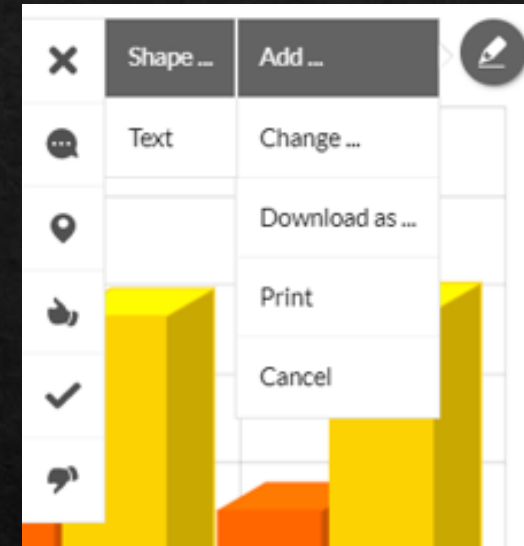 Shape ...
Add ...
Text
Change ...
Download as ...
Print
Cancel